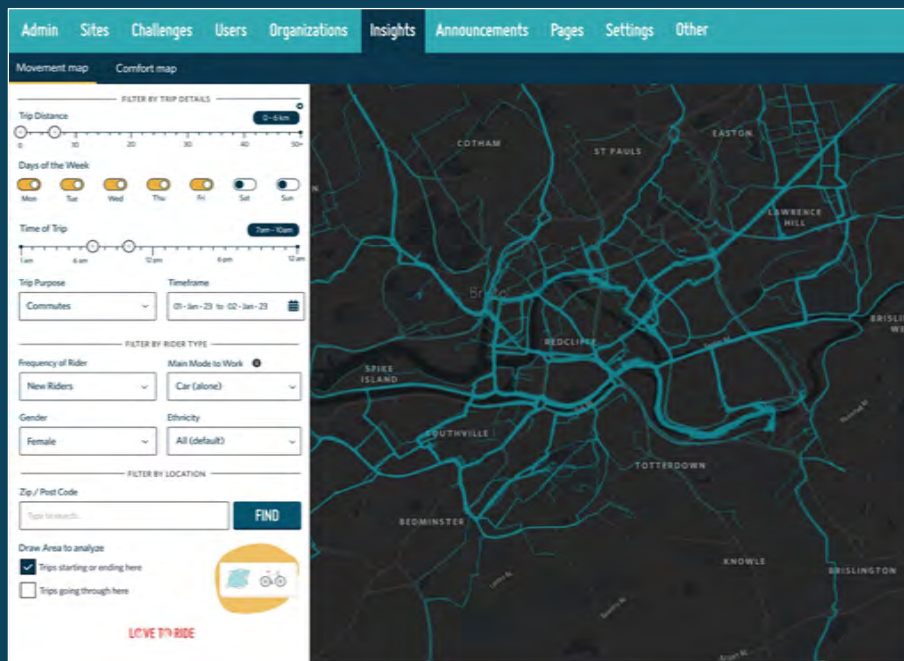 Admin Sites Challenges Users Organizations Insights Announcements Pages Settings Other
Movement map Comfort map
FILTER BY TRIP DETAILS
Trip Distance 0-6 km
0 10 20 30 40 50+
Days of the Week
Mon Tue Wed Thu Fri Sat Sun
Time of Trip 7am-10am
1 am 6 am 12 pm 6 pm 12 am
Trip Purpose Timeframe
Commutes 01-Jan-23 to 02-Jan-23
FILTER BY RIDER TYPE
Frequency of Rider Main Mode to Work
New Riders Car (alone)
Gender Ethnicity
Female All (default)
FILTER BY LOCATION
Zip / Post Code
Type to search... FIND
Draw Area to analyze
Trips starting or ending here
Trips going through here
LOVE TO RIDE
COTHAM
ST PAULS
EASTON
LAWRENCE
HILL
Bristol
REDCLIFFE
BRISLIN
WE
SPIKE
ISLAND
SOUTHVILLE
TOTTERDOWN
BEDMINSTER
KNOWLE
BRISLINGTON